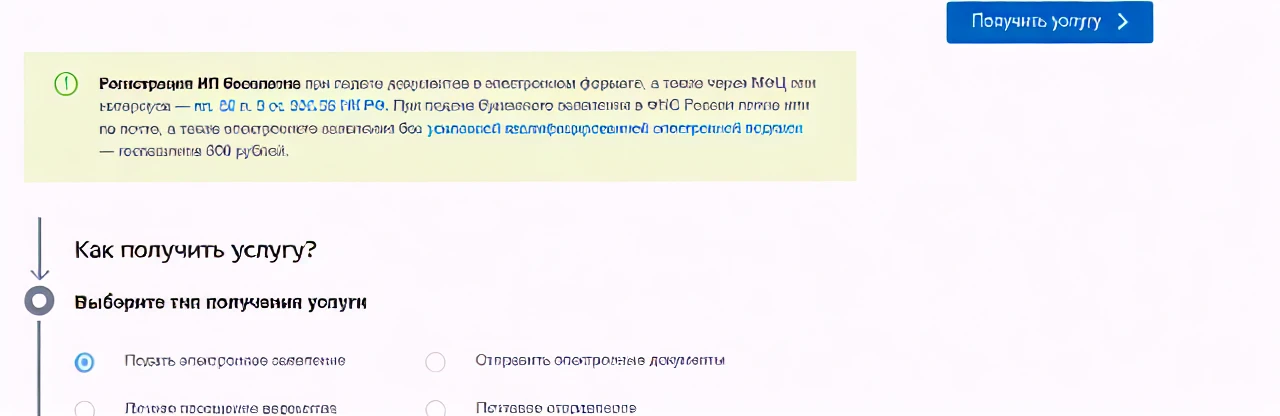 Получить услугу
Регистрация ИП бесплатна при подаче документов в электронном формате, а также через МФЦ или
нотариуса — пп. 32 п. 3 ст. 333.35 НК РФ. При подаче бумажного заявления в ФНС России лично или
по почте, а также электронного заявления без усиленной квалифицированной электронной подписи
— госпошлина 800 рублей.
Как получить услугу?
Выберите тип получения услуги
Подать электронное заявление
Отправить электронные документы
Личное посещение ведомства
Почтовое отправление